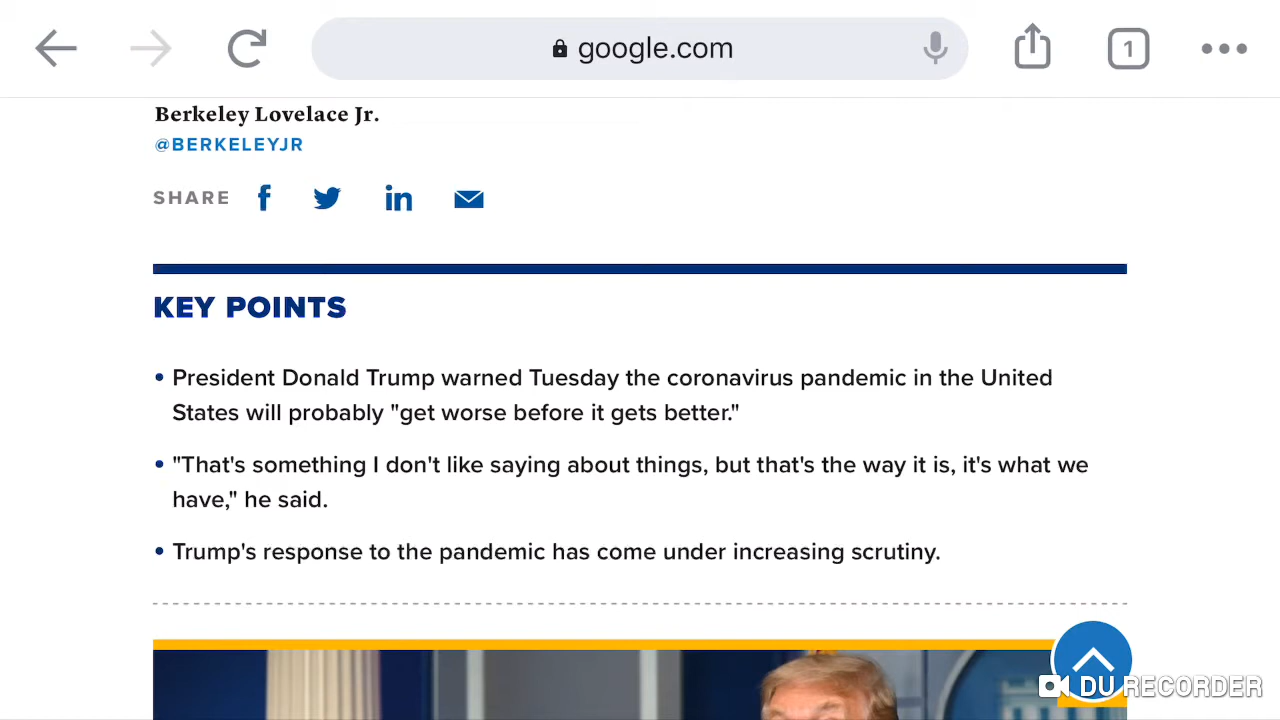 google.com
1
Berkeley Lovelace Jr.
@BERKELEYJR
SHARE
KEY POINTS
• President Donald Trump warned Tuesday the coronavirus pandemic in the United
States will probably "get worse before it gets better."
• "That's something I don't like saying about things, but that's the way it is, it's what we
have," he said.
• Trump's response to the pandemic has come under increasing scrutiny.
DU RECORDER